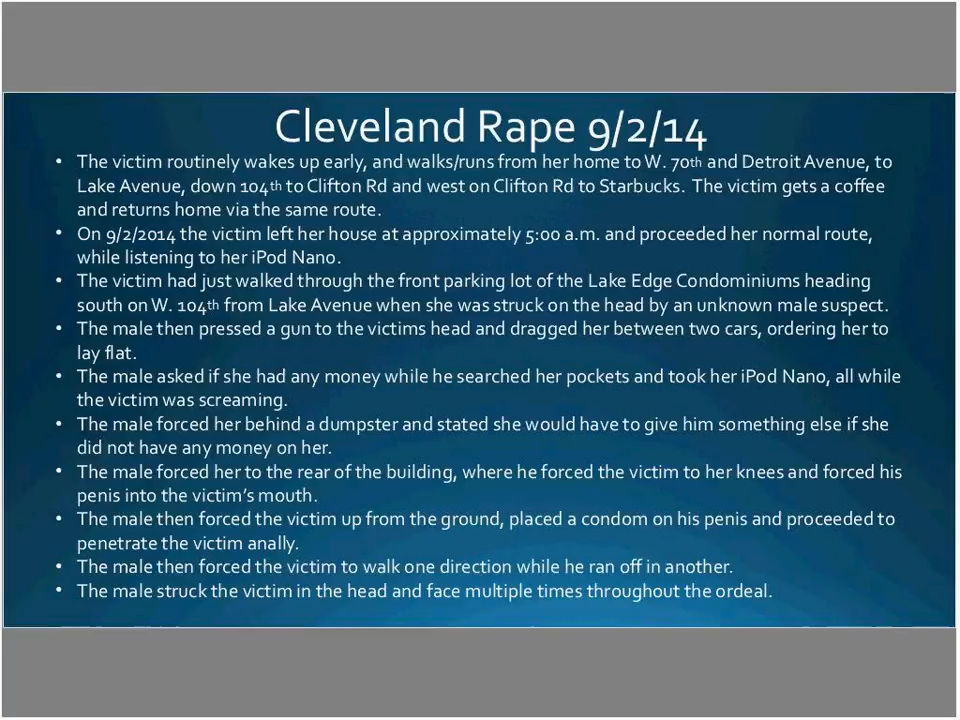 Cleveland Rape 9/2/14
• The victim routinely wakes up early, and walks/runs from her home to W. 70th and Detroit Avenue, to
Lake Avenue, down 104th to Clifton Rd and west on Clifton Rd to Starbucks. The victim gets a coffee
and returns home via the same route.
• On 9/2/2014 the victim left her house at approximately 5:00 a.m. and proceeded her normal route,
while listening to her iPod Nano.
• The victim had just walked through the front parking lot of the Lake Edge Condominiums heading
south on W. 104th from Lake Avenue when she was struck on the head by an unknown male suspect.
• The male then pressed a gun to the victims head and dragged her between two cars, ordering her to
lay flat.
• The male asked if she had any money while he searched her pockets and took her iPod Nano, all while
the victim was screaming.
• The male forced her behind a dumpster and stated she would have to give him something else if she
did not have any money on her.
• The male forced her to the rear of the building, where he forced the victim to her knees and forced his
penis into the victim's mouth.
• The male then forced the victim up from the ground, placed a condom on his penis and proceeded to
penetrate the victim anally.
• The male then forced the victim to walk one direction while he ran off in another.
• The male struck the victim in the head and face multiple times throughout the ordeal.